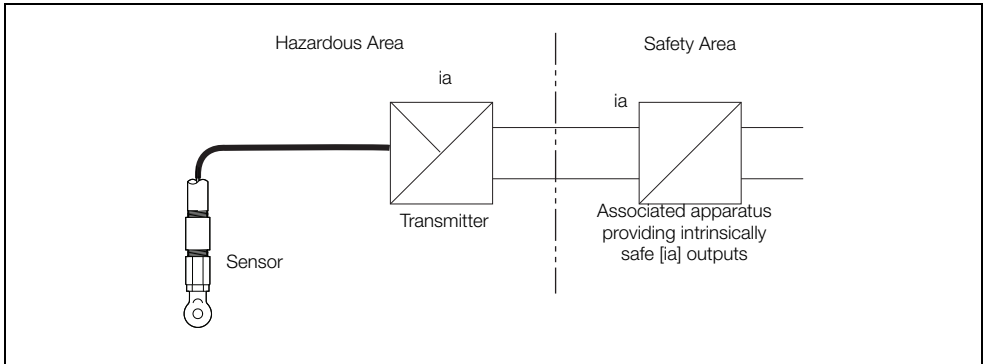 Hazardous Area
Safety Area
ia
ia
Transmitter
Associated apparatus
providing intrinsically
safe [ia] outputs
Sensor